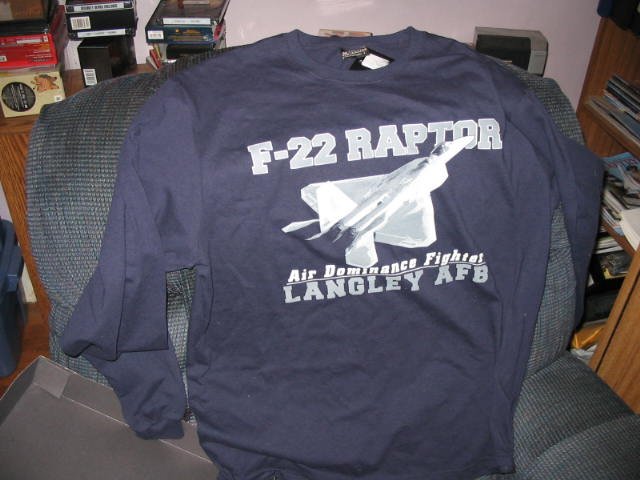 F-22 RAPTOR
Air Dominance Fighter
LANGLEY AFB